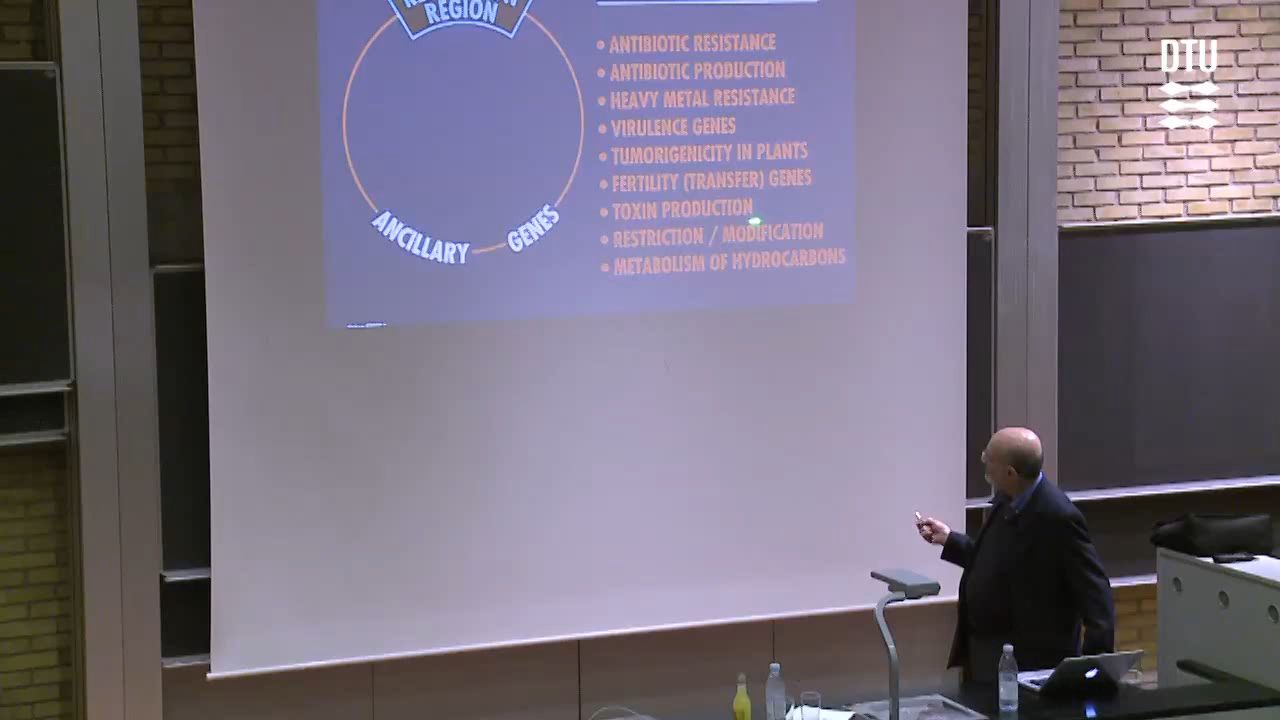 REGION
ANCILLARY GENES
• ANTIBIOTIC RESISTANCE
• ANTIBIOTIC PRODUCTION
• HEAVY METAL RESISTANCE
• VIRULENCE GENES
• TUMORIGENICITY IN PLANTS
• FERTILITY (TRANSFER) GENES
• TOXIN PRODUCTION
• RESTRICTION / MODIFICATION
• METABOLISM OF HYDROCARBONS
DTU